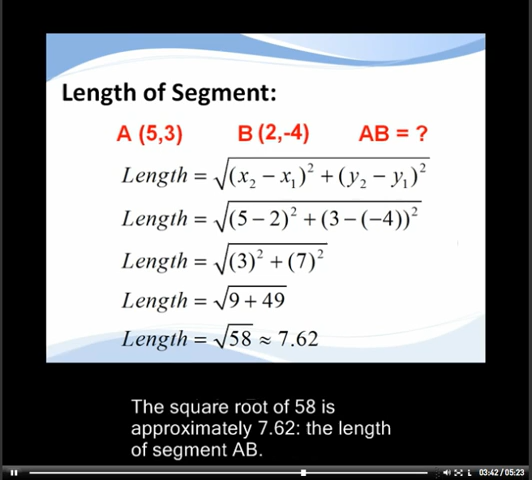 Length of Segment:
A (5,3) B (2,-4) AB = ?
Length = √(x₂ − x₁)² + (y₂ − y₁)²
Length = √(5 − 2)² + (3 − (−4))²
Length = √(3)² + (7)²
Length = √9 + 49
Length = √58 ≈ 7.62
The square root of 58 is
approximately 7.62: the length
of segment AB.
03:42 / 05:23